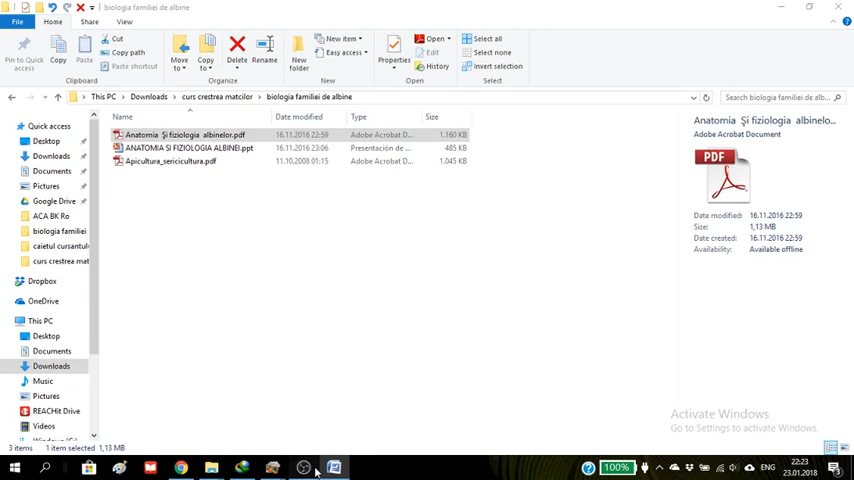 biologia familiei de albine
File Home Share View
Pin to Quick access
Copy
Paste
Cut
Copy path
Paste shortcut
Clipboard
Move to
Copy to
Delete
Rename
Organize
New folder
New item
Easy access
New
Properties
Open
Edit
History
Open
Select all
Select none
Invert selection
Select
This PC > Downloads > curs crestrea matcilor > biologia familiei de albine
Search biologia familiei de alb...
Name Date modified Type Size
Anatomia Şi fiziologia albinelor.pdf 16.11.2016 22:59 Adobe Acrobat D... 1.160 KB
ANATOMIA SI FIZIOLOGIA ALBINEI.ppt 16.11.2016 23:06 Presentación de ... 485 KB
Apicultura_sericicultura.pdf 11.10.2008 01:15 Adobe Acrobat D... 1.045 KB
Quick access
Desktop
Downloads
Documents
Pictures
Google Drive
ACA BK Ro
biologia familiei
caietul cursantulu
curs crestrea mat
Dropbox
OneDrive
This PC
Desktop
Documents
Downloads
Music
Pictures
REACHit Drive
Videos
Windows (C:)
Anatomia Şi fiziologia albinelo...
Adobe Acrobat Document
PDF
Date modified: 16.11.2016 22:59
Size: 1,13 MB
Date created: 16.11.2016 22:59
Availability: Available offline
Activate Windows
Go to Settings to activate Windows.
3 items 1 item selected 1,13 MB
100%
ENG
22:23
23.01.2018
3